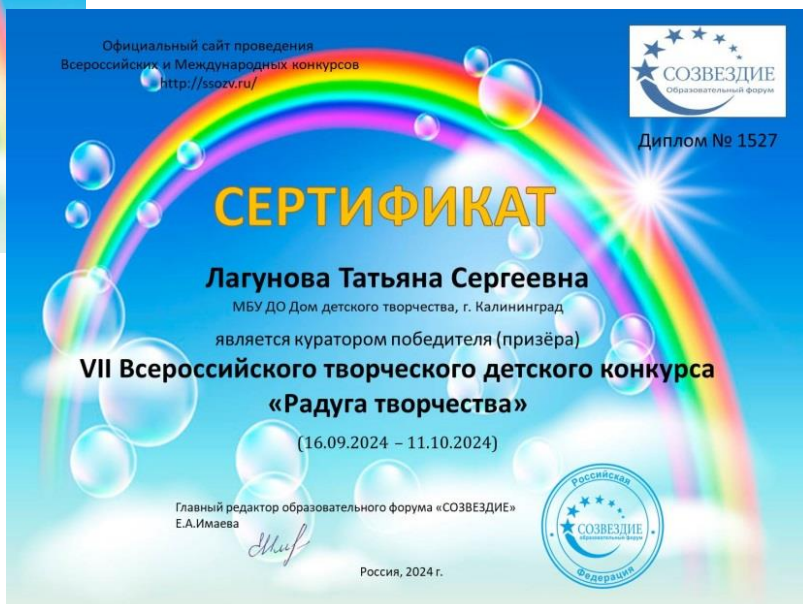 Официальный сайт проведения
Всероссийских и Международных конкурсов
http://ssozv.ru/
СОЗВЕЗДИЕ
Образовательный форум
Диплом № 1527
СЕРТИФИКАТ
Лагунова Татьяна Сергеевна
МБУ ДО Дом детского творчества, г. Калининград
является куратором победителя (призёра)
VII Всероссийского творческого детского конкурса
«Радуга творчества»
(16.09.2024 – 11.10.2024)
Главный редактор образовательного форума «СОЗВЕЗДИЕ»
Е.А.Имаева
Российская
СОЗВЕЗДИЕ
образовательный форум
Федерация
Россия, 2024 г.